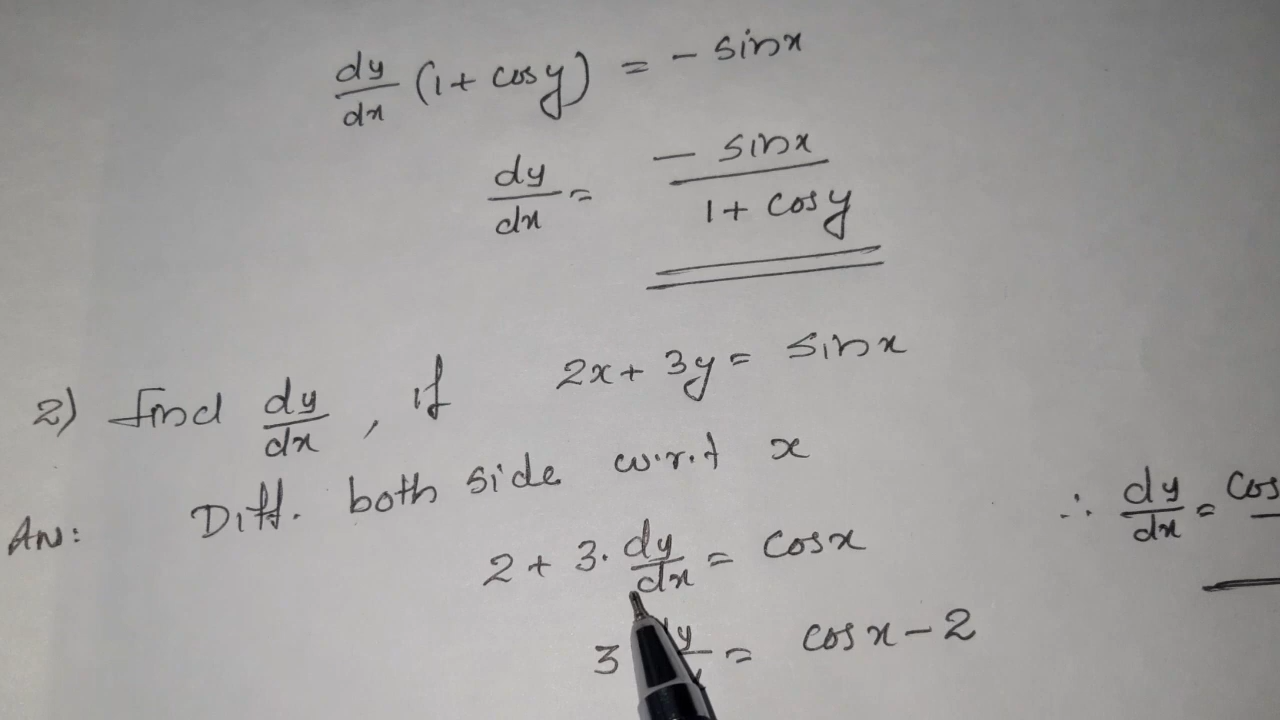 dy/dx (1 + cosy) = - sinx
dy/dx = - sinx / 1 + cosy
2) find dy/dx , if 2x + 3y = sinx
An: Diff. both side w.r.t x
2 + 3. dy/dx = cosx
∴ dy/dx = cos
3 dy = cosx - 2